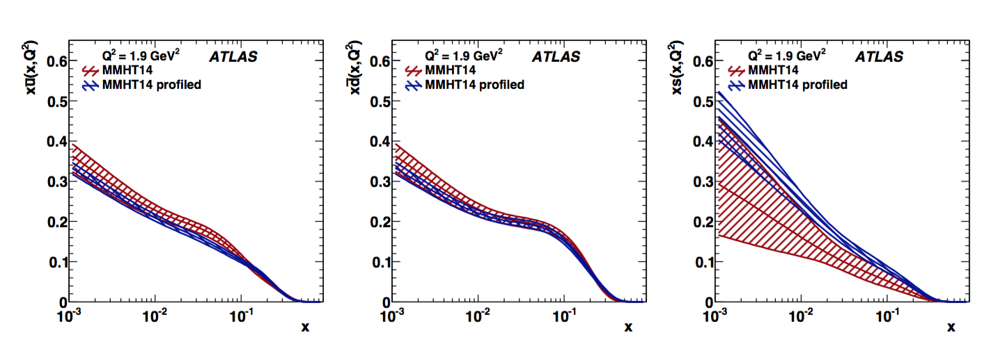 xū(x,Q²)
Q² = 1.9 GeV² ATLAS
MMHT14
MMHT14 profiled
0.6
0.5
0.4
0.3
0.2
0.1
0
10⁻³ 10⁻² 10⁻¹
x
xd̄(x,Q²)
Q² = 1.9 GeV² ATLAS
MMHT14
MMHT14 profiled
0.6
0.5
0.4
0.3
0.2
0.1
0
10⁻³ 10⁻² 10⁻¹
x
xs(x,Q²)
Q² = 1.9 GeV² ATLAS
MMHT14
MMHT14 profiled
0.6
0.5
0.4
0.3
0.2
0.1
0
10⁻³ 10⁻² 10⁻¹
x